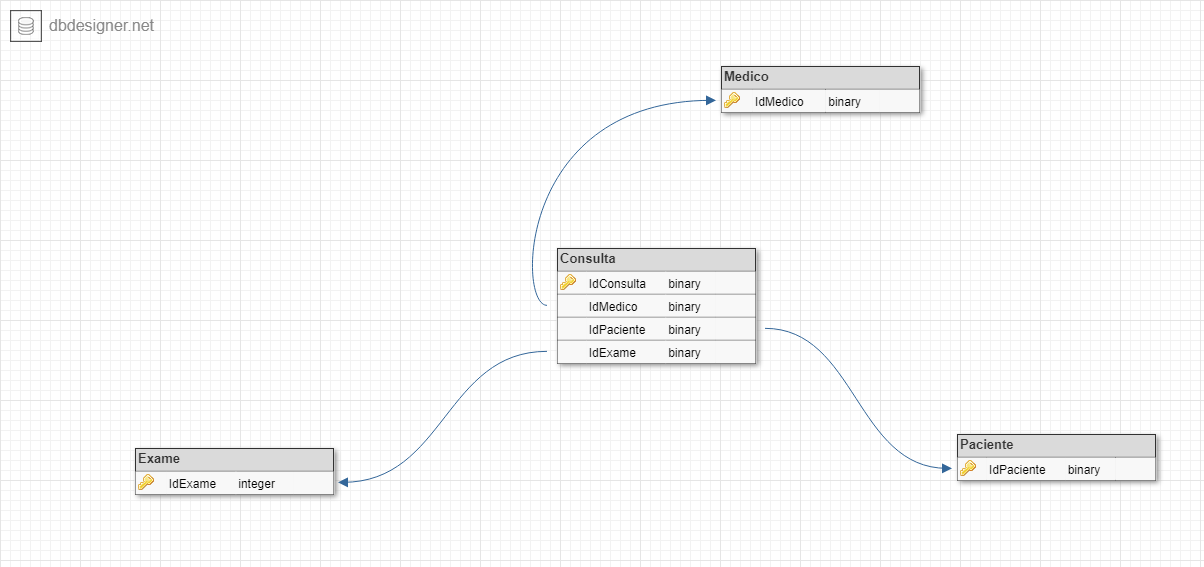 dbdesigner.net
Medico
IdMedico binary
Consulta
IdConsulta binary
IdMedico binary
IdPaciente binary
IdExame binary
Exame
IdExame integer
Paciente
IdPaciente binary